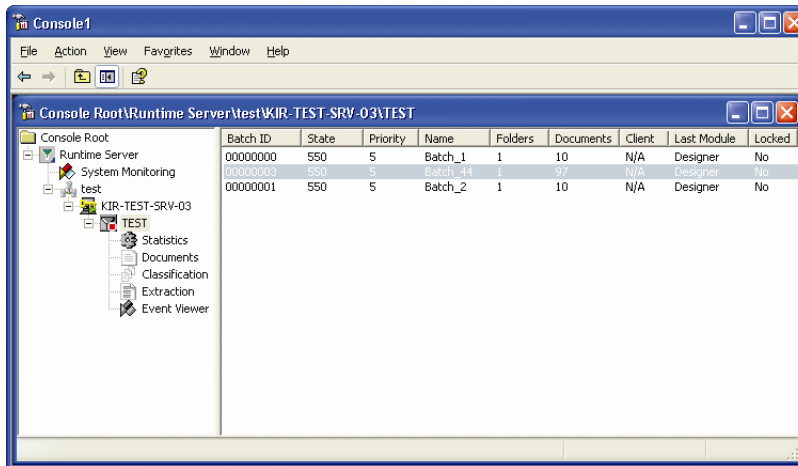 Console1
File Action View Favorites Window Help
Console Root\Runtime Server\test\KIR-TEST-SRV-03\TEST
Console Root
Runtime Server
System Monitoring
test
KIR-TEST-SRV-03
TEST
Statistics
Documents
Classification
Extraction
Event Viewer
Batch ID State Priority Name Folders Documents Client Last Module Locked
00000000 550 5 Batch_1 1 10 N/A Designer No
00000003 550 5 Batch_44 1 97 N/A Designer No
00000001 550 5 Batch_2 1 10 N/A Designer No